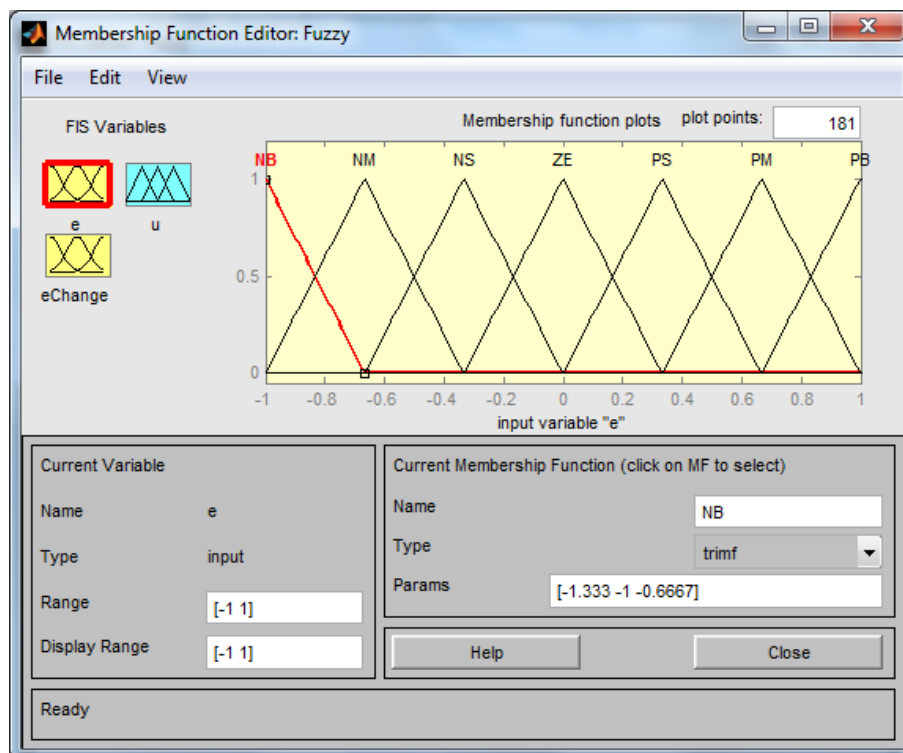 Membership Function Editor: Fuzzy
File Edit View
FIS Variables
Membership function plots plot points: 181
NB NM NS ZE PS PM PB
1
0.5
0
-1 -0.8 -0.6 -0.4 -0.2 0 0.2 0.4 0.6 0.8 1
input variable "e"
e u
eChange
Current Variable
Name e
Type input
Range [-1 1]
Display Range [-1 1]
Current Membership Function (click on MF to select)
Name NB
Type trimf
Params [-1.333 -1 -0.6667]
Help Close
Ready